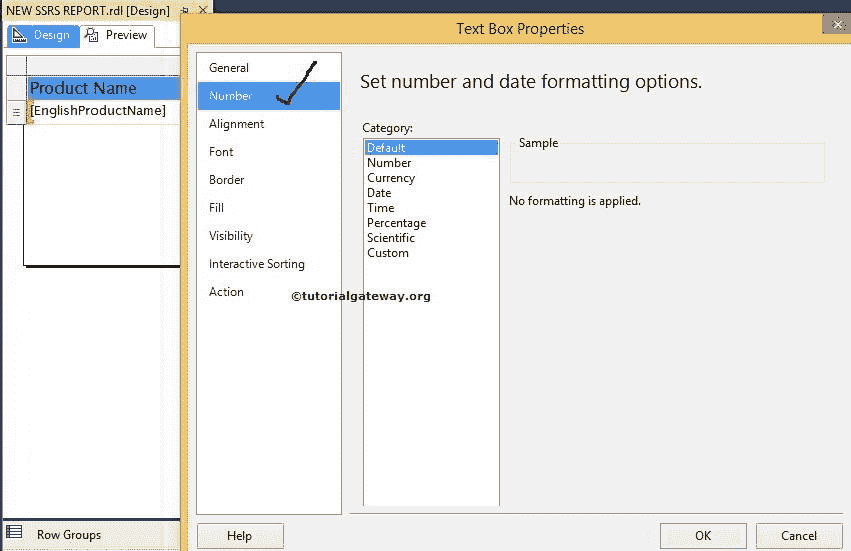 NEW SSRS REPORT.rdl [Design]
Design
Preview
Product Name
[EnglishProductName]
Row Groups
Text Box Properties
General
Number
Alignment
Font
Border
Fill
Visibility
Interactive Sorting
Action
Set number and date formatting options.
Category:
Default
Number
Currency
Date
Time
Percentage
Scientific
Custom
Sample
No formatting is applied.
©tutorialgateway.org
Help
OK
Cancel